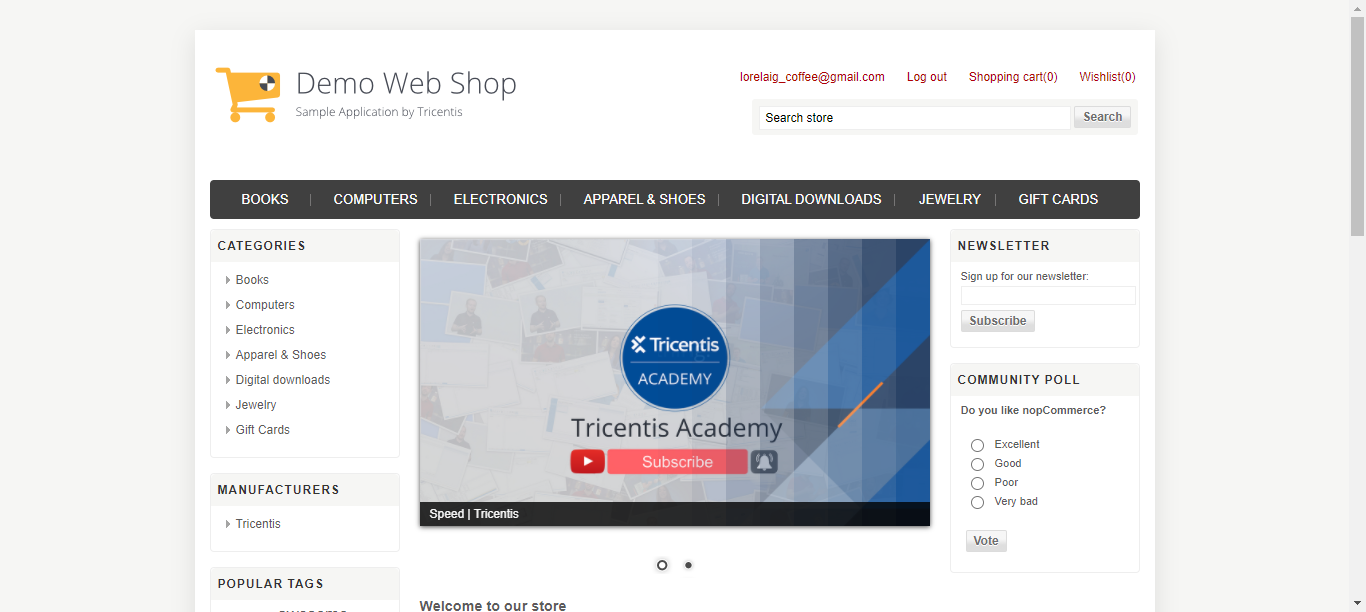 Demo Web Shop
Sample Application by Tricentis
lorelaig_coffee@gmail.com Log out Shopping cart(0) Wishlist(0)
Search store Search
BOOKS | COMPUTERS | ELECTRONICS | APPAREL & SHOES | DIGITAL DOWNLOADS | JEWELRY | GIFT CARDS
CATEGORIES
Books
Computers
Electronics
Apparel & Shoes
Digital downloads
Jewelry
Gift Cards
MANUFACTURERS
Tricentis
POPULAR TAGS
Tricentis
ACADEMY
Tricentis Academy
Subscribe
Speed | Tricentis
Welcome to our store
NEWSLETTER
Sign up for our newsletter:
Subscribe
COMMUNITY POLL
Do you like nopCommerce?
Excellent
Good
Poor
Very bad
Vote